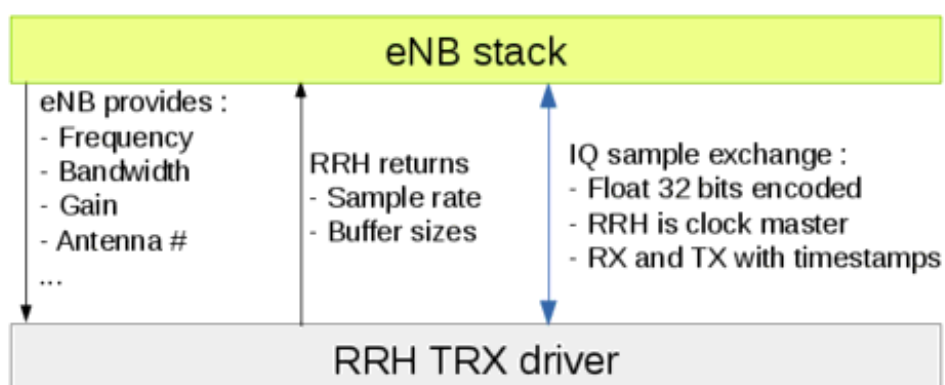 eNB stack
eNB provides :
- Frequency
- Bandwidth
- Gain
- Antenna #
...
RRH returns
- Sample rate
- Buffer sizes
IQ sample exchange :
- Float 32 bits encoded
- RRH is clock master
- RX and TX with timestamps
RRH TRX driver